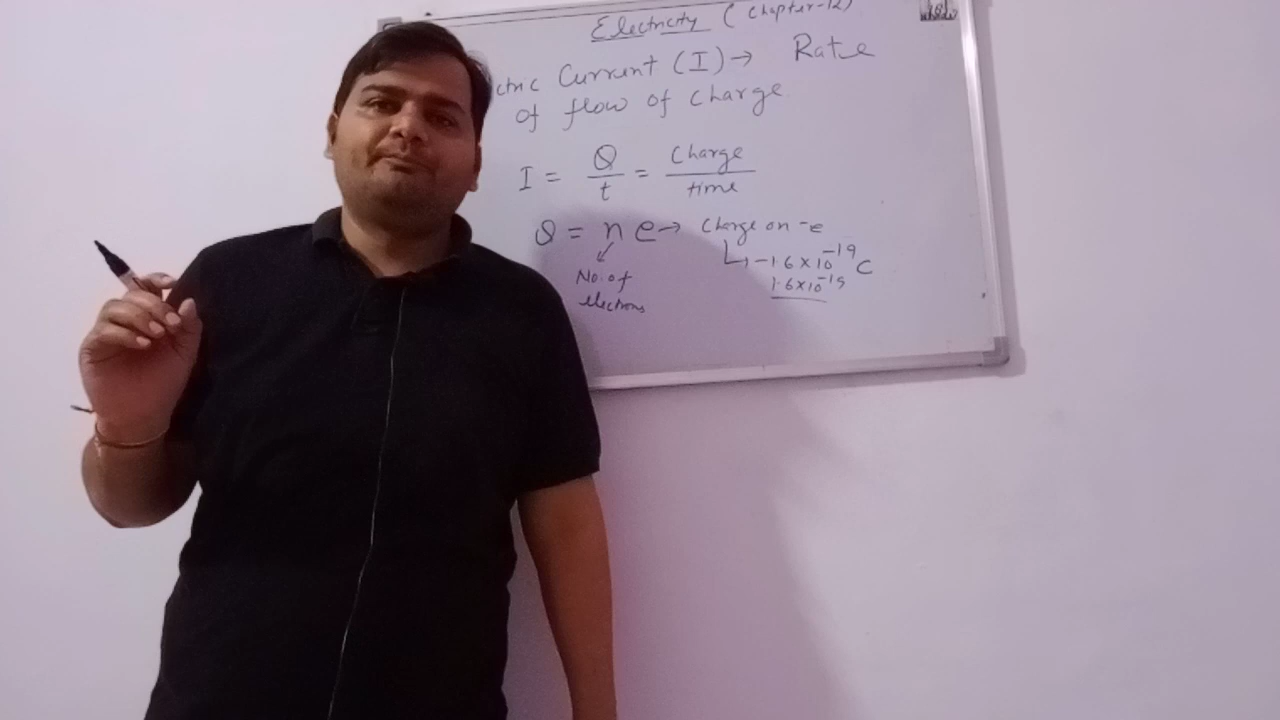 Electricity (Chapter-12)
ctric Current (I) → Rate
of flow of charge
I = Q/t = Charge/time
Q = n e → Charge on -e
↳ -1.6×10⁻¹⁹ C
1.6×10⁻¹⁹
No. of
electrons